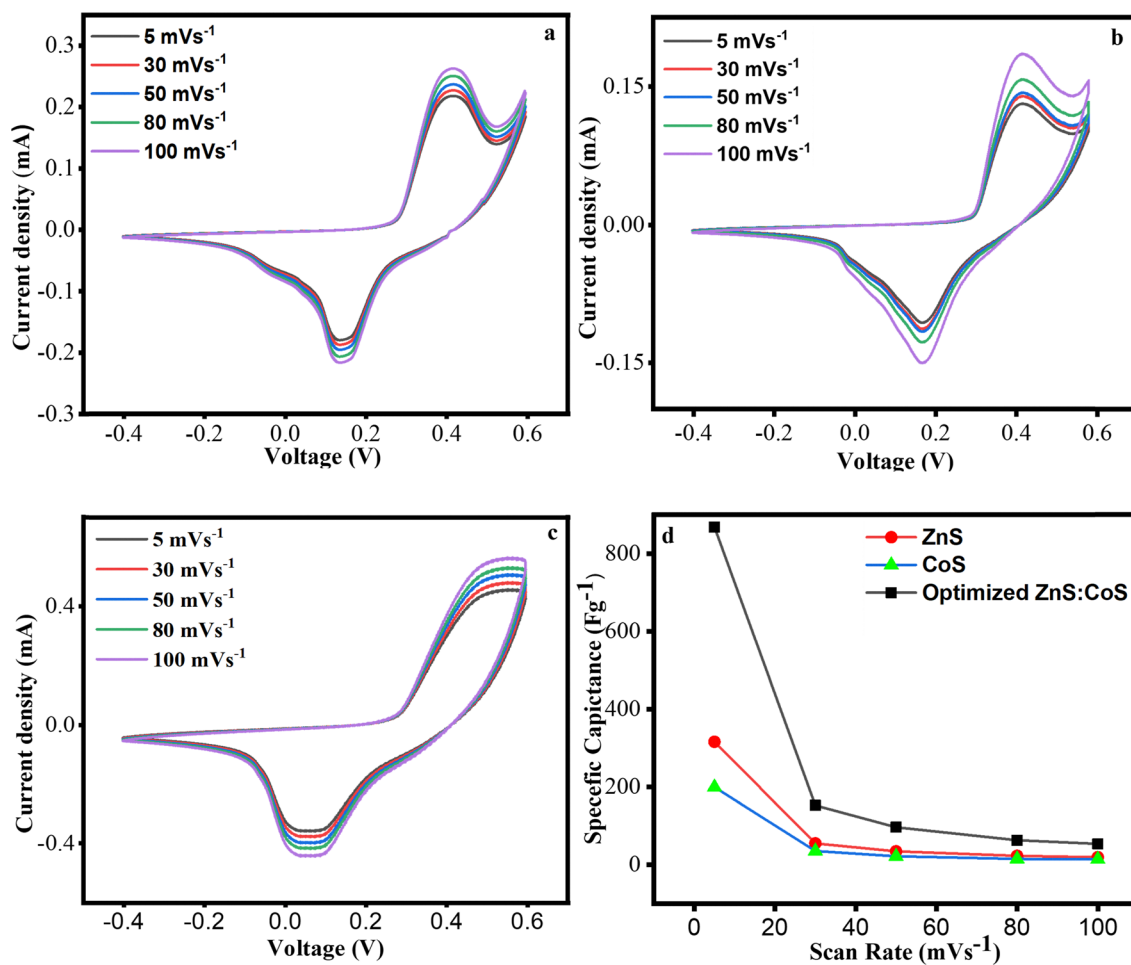 a
5 mVs⁻¹
30 mVs⁻¹
50 mVs⁻¹
80 mVs⁻¹
100 mVs⁻¹
0.3
0.2
0.1
0.0
-0.1
-0.2
-0.3
Current density (mA)
-0.4
-0.2
0.0
0.2
0.4
0.6
Voltage (V)
b
5 mVs⁻¹
30 mVs⁻¹
50 mVs⁻¹
80 mVs⁻¹
100 mVs⁻¹
0.15
0.00
-0.15
Current density (mA)
-0.4
-0.2
0.0
0.2
0.4
0.6
Voltage (V)
c
5 mVs⁻¹
30 mVs⁻¹
50 mVs⁻¹
80 mVs⁻¹
100 mVs⁻¹
0.4
0.0
-0.4
Current density (mA)
-0.4
-0.2
0.0
0.2
0.4
0.6
Voltage (V)
d
ZnS
CoS
Optimized ZnS:CoS
800
600
400
200
0
Specefic Capictance (Fg⁻¹)
0
20
40
60
80
100
Scan Rate (mVs⁻¹)